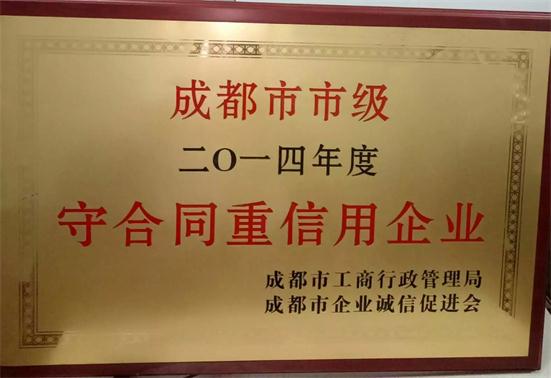 成都市市级
二〇一四年度
守合同重信用企业
成都市工商行政管理局
成都市企业诚信促进会